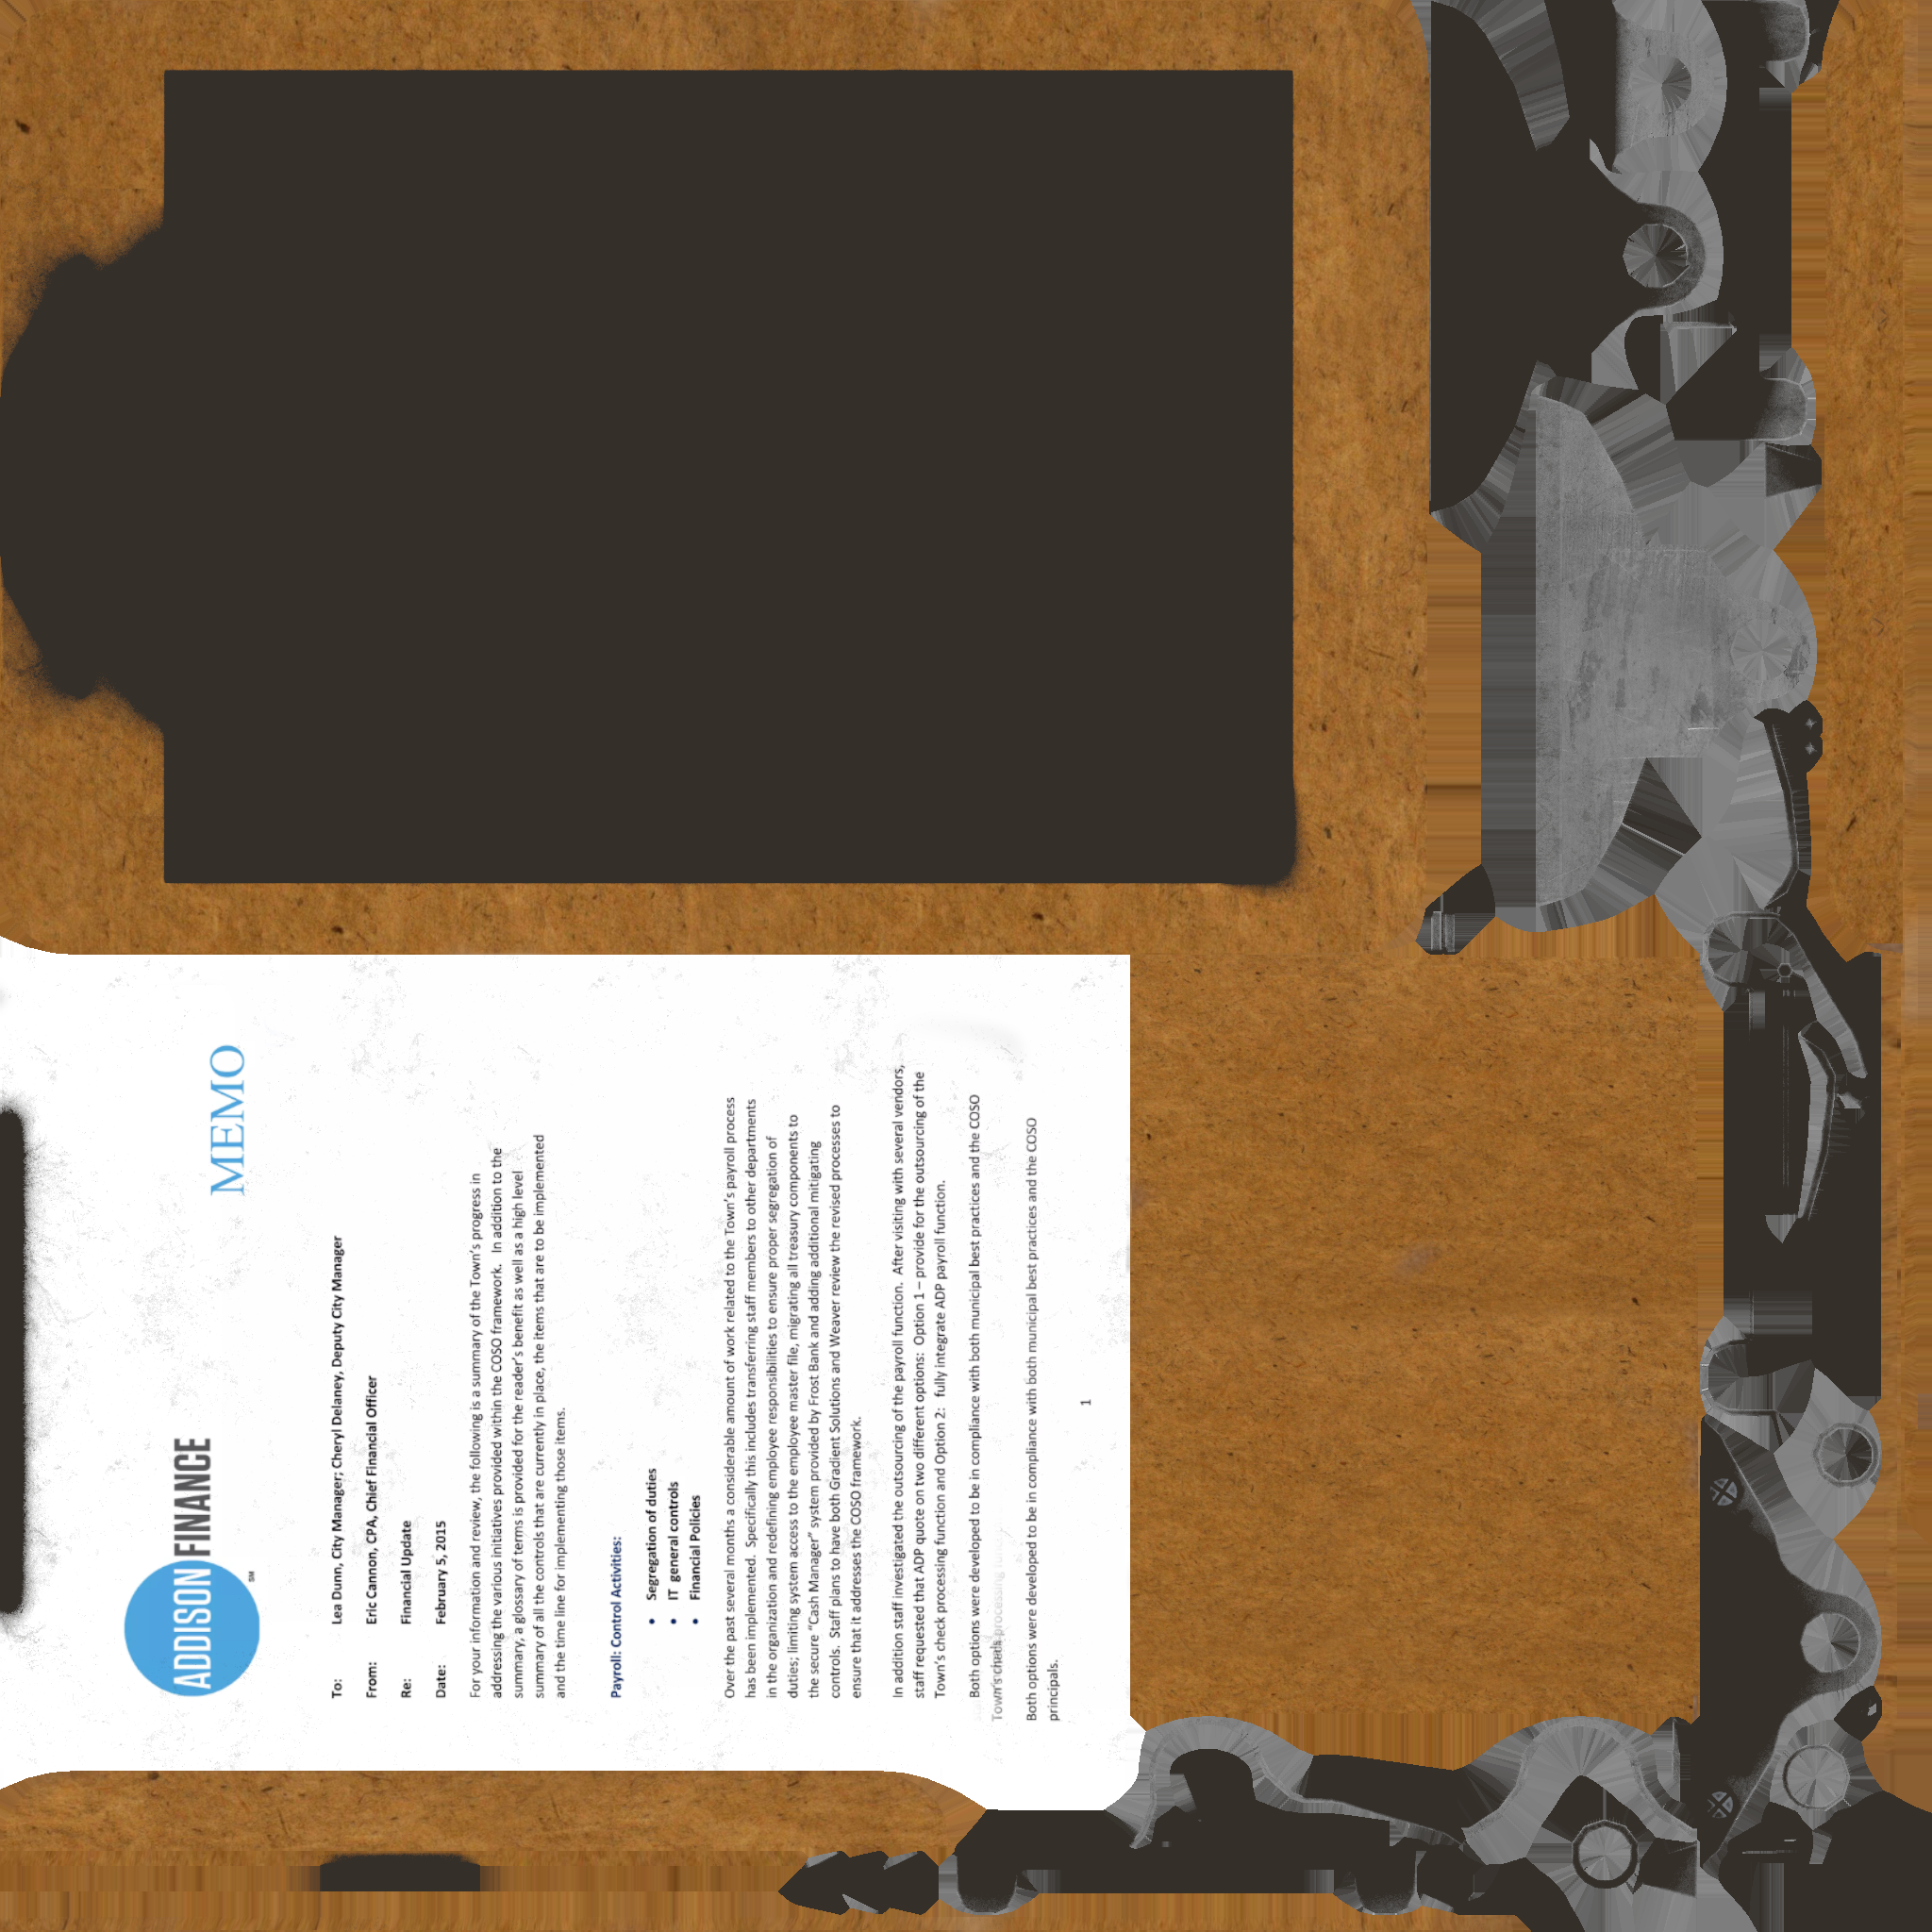 ADDISON FINANCE
SM
MEMO
To: Lea Dunn, City Manager; Cheryl Delaney, Deputy City Manager
From: Eric Cannon, CPA, Chief Financial Officer
Re: Financial Update
Date: February 5, 2015
For your information and review, the following is a summary of the Town's progress in
addressing the various initiatives provided within the COSO framework. In addition to the
summary, a glossary of terms is provided for the reader's benefit as well as a high level
summary of all the controls that are currently in place, the items that are to be implemented
and the time line for implementing those items.
Payroll: Control Activities:
• Segregation of duties
• IT general controls
• Financial Policies
Over the past several months a considerable amount of work related to the Town's payroll process
has been implemented. Specifically this includes transferring staff members to other departments
in the organization and redefining employee responsibilities to ensure proper segregation of
duties; limiting system access to the employee master file, migrating all treasury components to
the secure "Cash Manager" system provided by Frost Bank and adding additional mitigating
controls. Staff plans to have both Gradient Solutions and Weaver review the revised processes to
ensure that it addresses the COSO framework.
In addition staff investigated the outsourcing of the payroll function. After visiting with several vendors,
staff requested that ADP quote on two different options: Option 1 – provide for the outsourcing of the
Town's check processing function and Option 2: fully integrate ADP payroll function.
Both options were developed to be in compliance with both municipal best practices and the COSO
Town's check processing
Both options were developed to be in compliance with both municipal best practices and the COSO
principals.
1